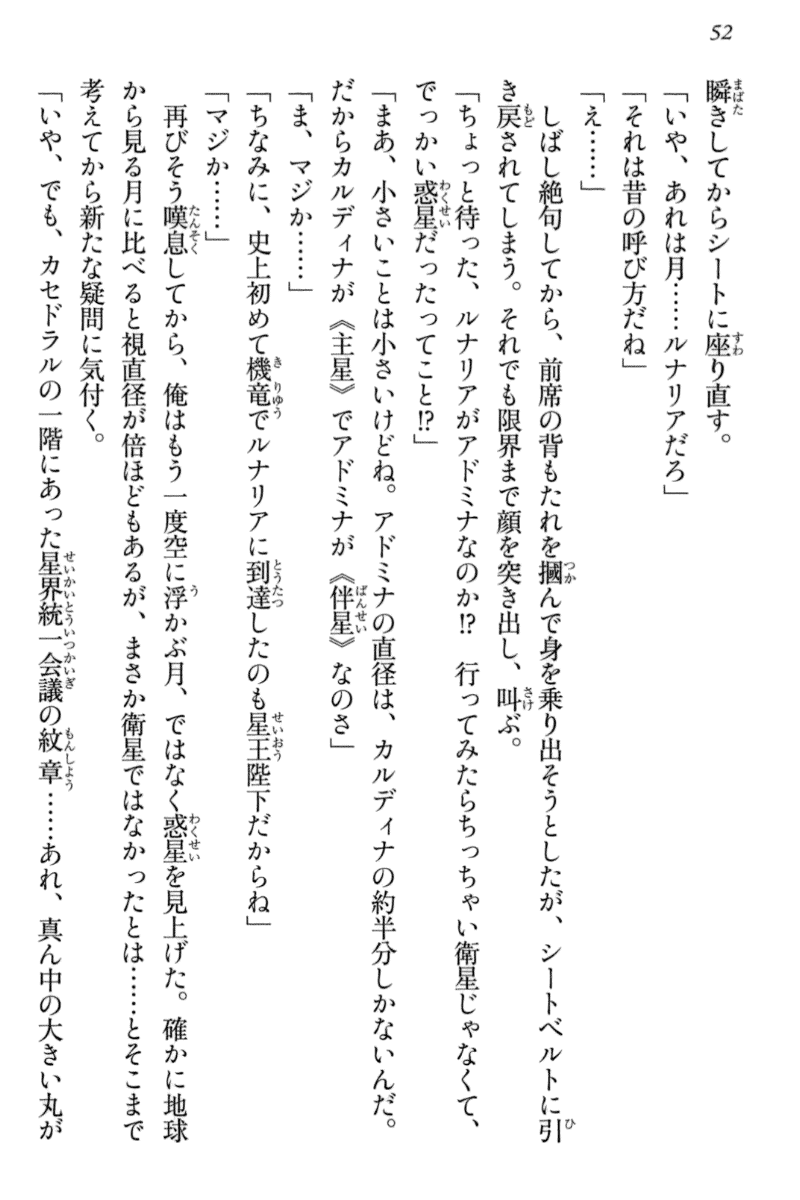 52
瞬きしてからシートに座り直す。
「いや、あれは月……ルナリアだろ」
「それは昔の呼び方だね」
「え……」
　しばし絶句してから、前席の背もたれを摑んで身を乗り出そうとしたが、シートベルトに引
き戻されてしまう。それでも限界まで顔を突き出し、叫ぶ。
「ちょっと待った、ルナリアがアドミナなのか!?　行ってみたらちっちゃい衛星じゃなくて、
でっかい惑星だったってこと!?」
「まあ、小さいことは小さいけどね。アドミナの直径は、カルディナの約半分しかないんだ。
だからカルディナが《主星》でアドミナが《伴星》なのさ」
「ま、マジか……」
「ちなみに、史上初めて機竜でルナリアに到達したのも星王陛下だからね」
「マジか……」
　再びそう嘆息してから、俺はもう一度空に浮かぶ月、ではなく惑星を見上げた。確かに地球
から見る月に比べると視直径が倍ほどもあるが、まさか衛星ではなかったとは……とそこまで
考えてから新たな疑問に気付く。
「いや、でも、カセドラルの一階にあった星界統一会議の紋章……あれ、真ん中の大きい丸が